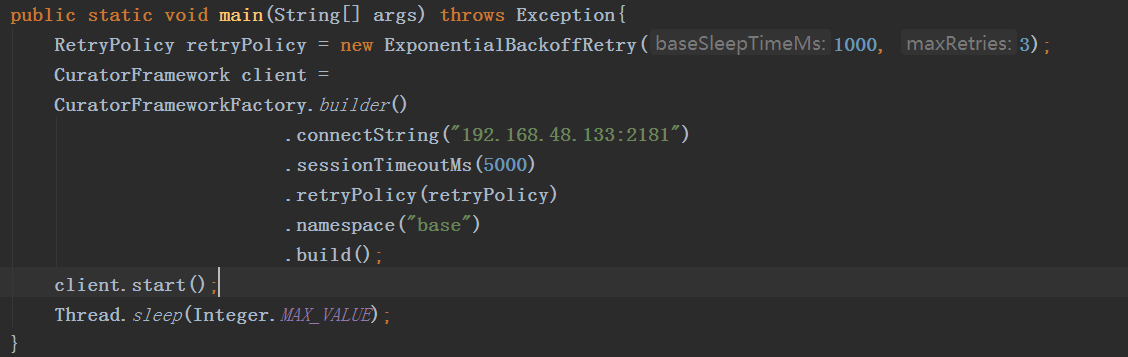 public static void main(String[] args) throws Exception{
    RetryPolicy retryPolicy = new ExponentialBackoffRetry( baseSleepTimeMs: 1000,  maxRetries: 3);
    CuratorFramework client =
    CuratorFrameworkFactory.builder()
                        .connectString("192.168.48.133:2181")
                        .sessionTimeoutMs(5000)
                        .retryPolicy(retryPolicy)
                        .namespace("base")
                        .build();
    client.start();
    Thread.sleep(Integer.MAX_VALUE);
}